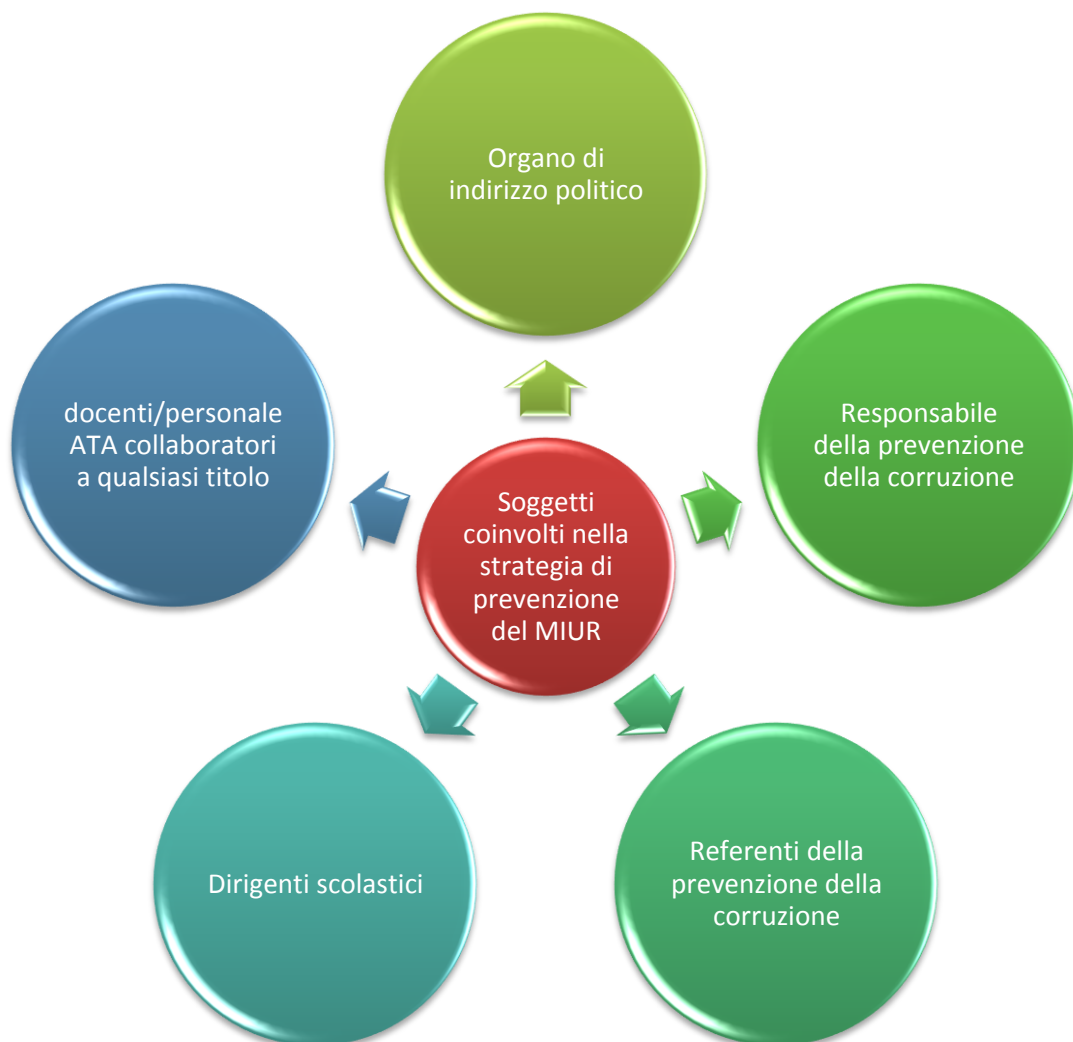 Organo di
indirizzo politico
docenti/personale
ATA collaboratori
a qualsiasi titolo
Responsabile
della prevenzione
della corruzione
Soggetti
coinvolti nella
strategia di
prevenzione
del MIUR
Dirigenti scolastici
Referenti della
prevenzione della
corruzione